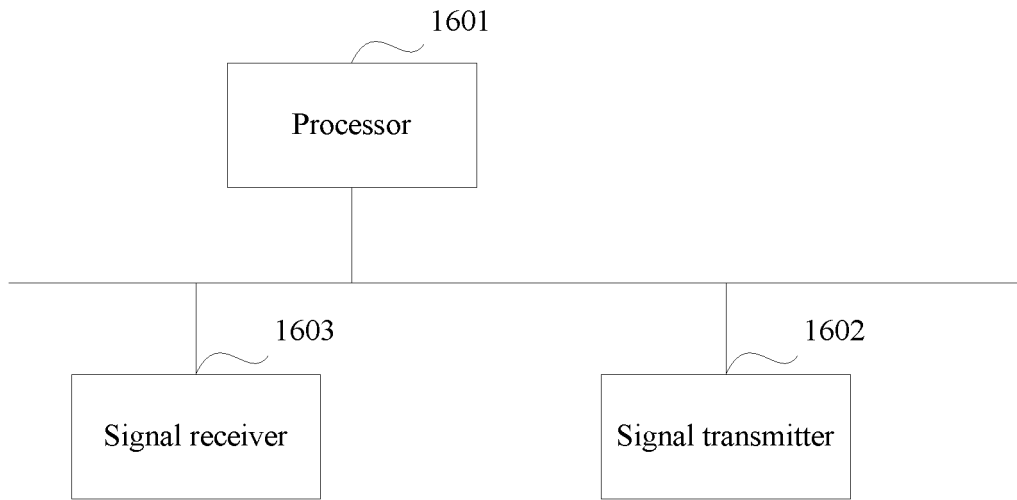 1601
Processor
1603
1602
Signal receiver
Signal transmitter